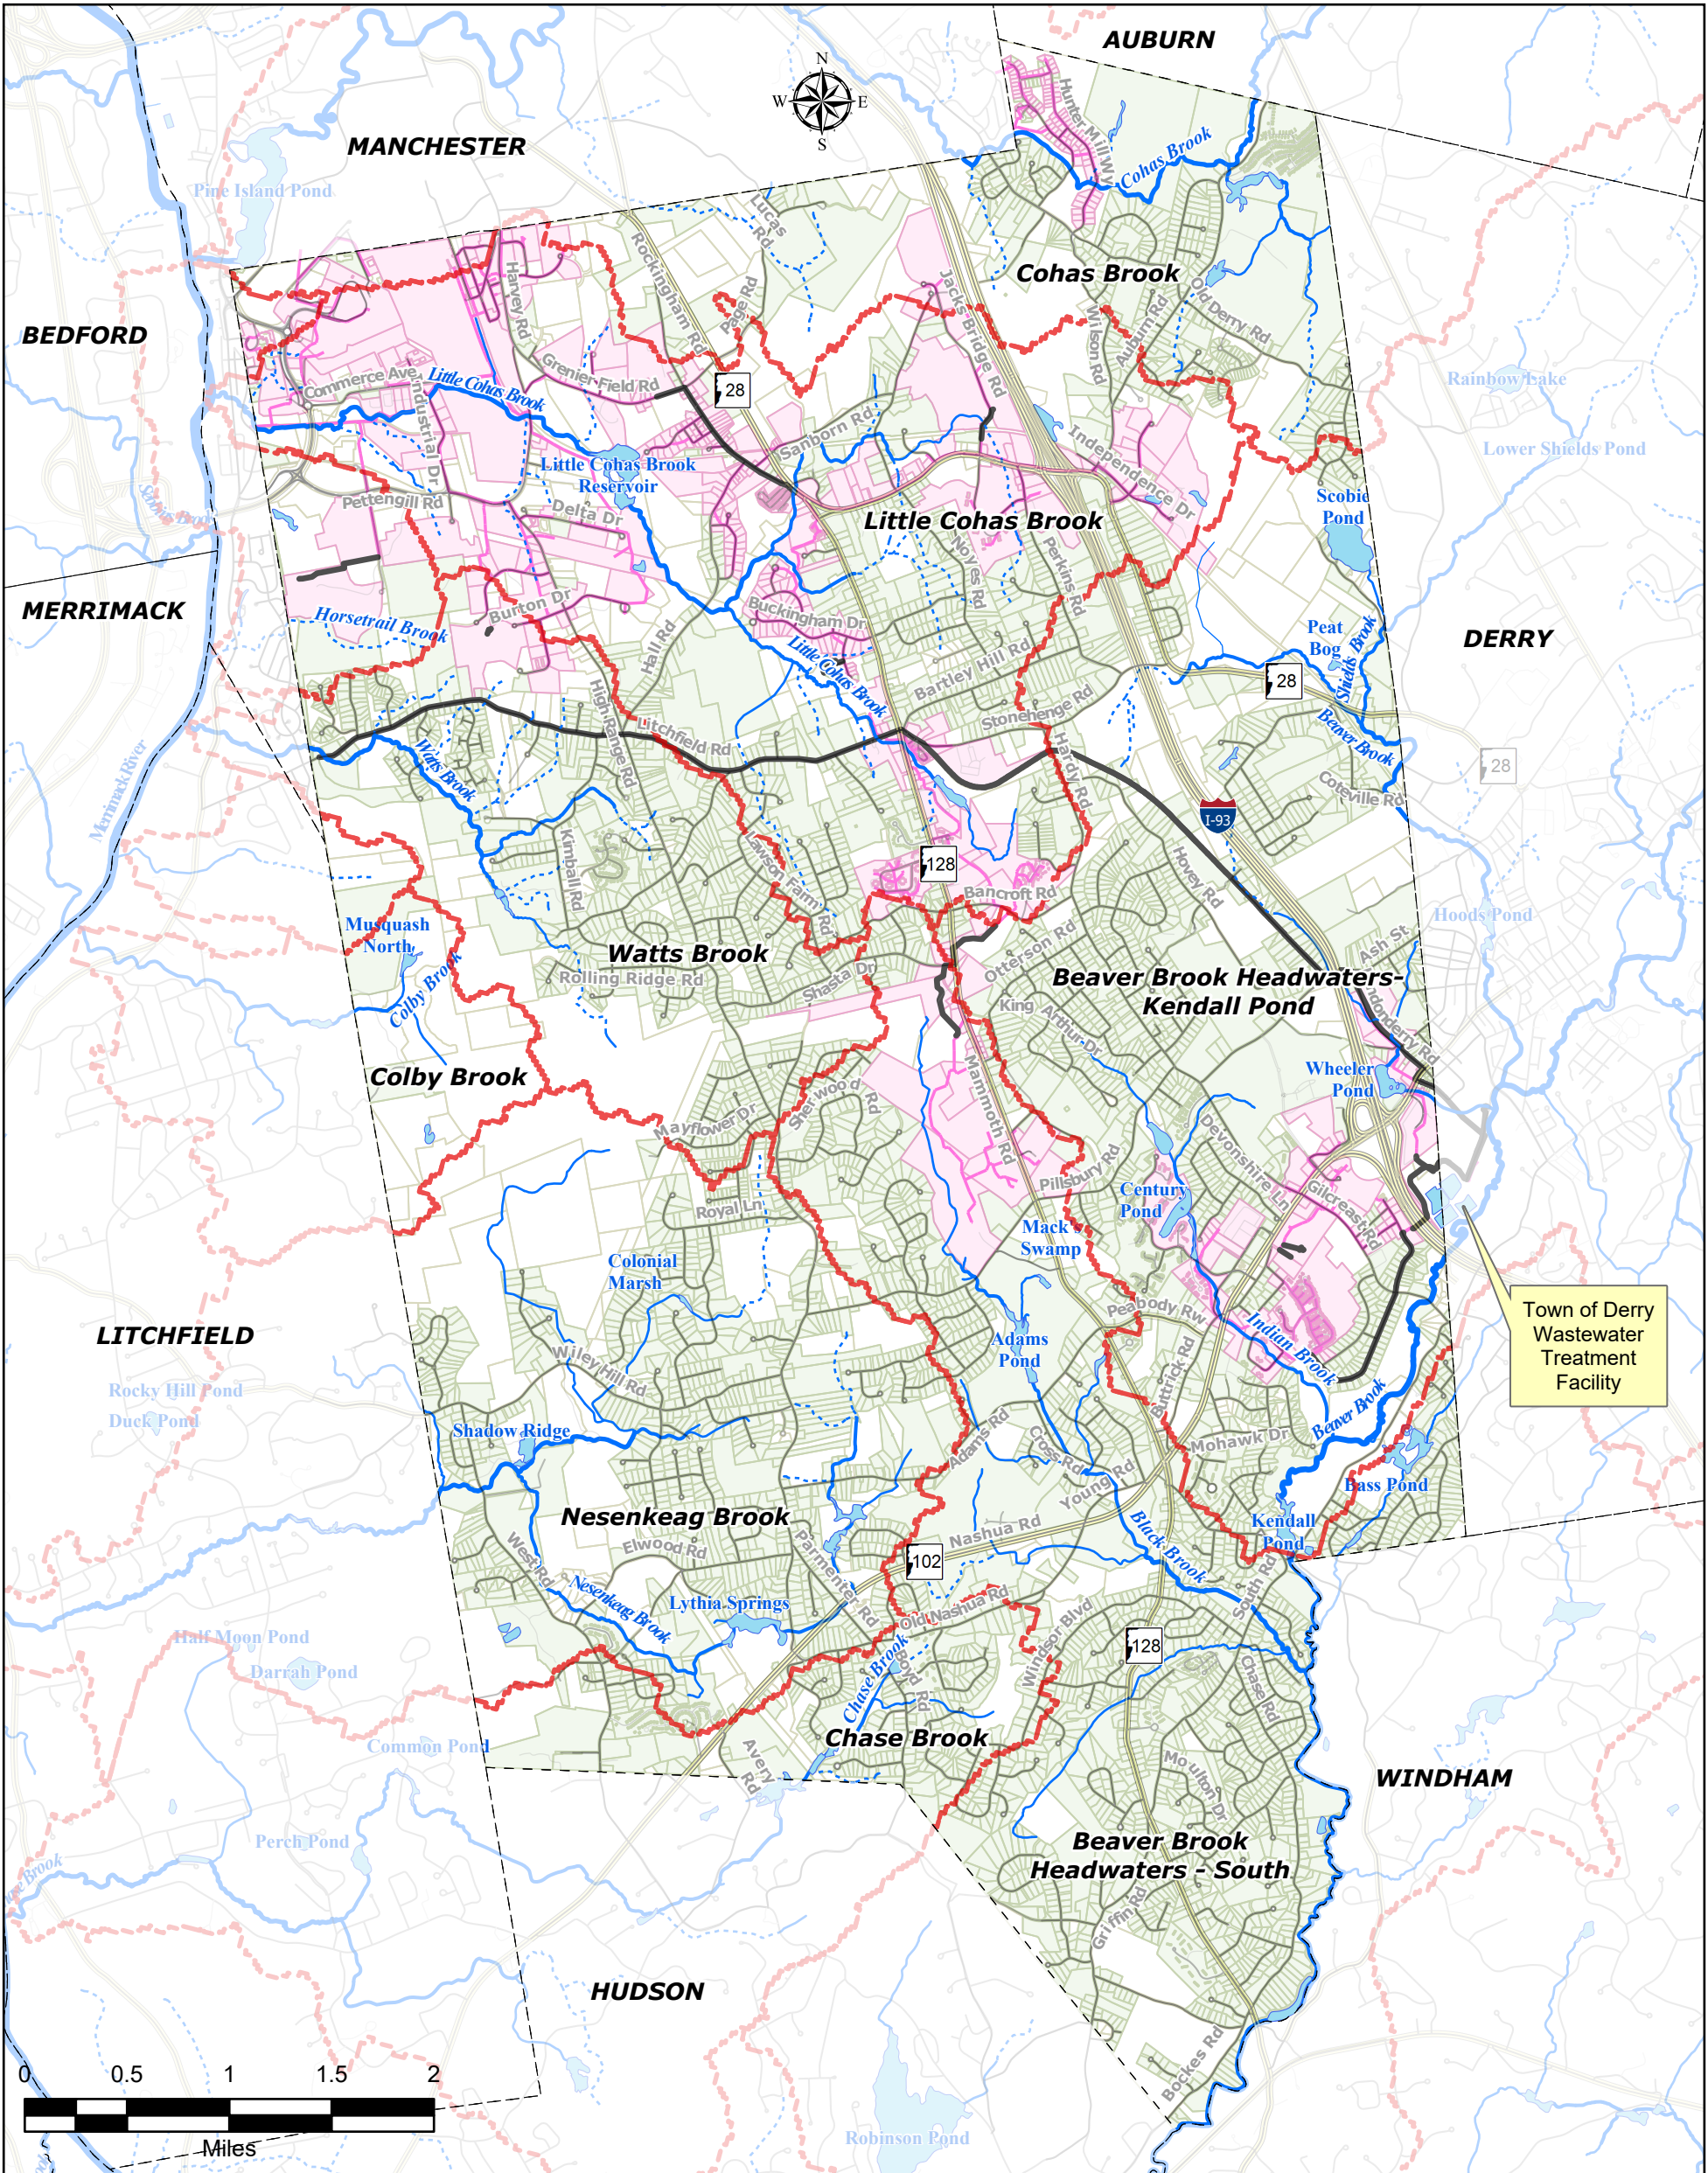 AUBURN
N
W E
S
MANCHESTER
Pine Island Pond
Hunter Mill Wy
Cohas Brook
Lucas
Rd
Rockingham Rd
Harvey Rd
Page Rd
Jacks Bridge Rd
Cohas Brook
Old Derry Rd
Auburn Rd
Wilson Rd
BEDFORD
Commerce Ave
Little Cohas Brook
Grenier Field Rd
28
Rainbow Lake
Industrial Dr
Sanborn Rd
Independence Dr
Lower Shields Pond
Little Cohas Brook
Reservoir
Pettengill Rd
Delta Dr
Little Cohas Brook
Scobie
Pond
Noyes Rd
Perkins Rd
MERRIMACK
Horsetrail Brook
Burton Dr
Buckingham Dr
Hall Rd
Little Cohas Brook
Bartley Hill Rd
Peat
Bog
Shields Brook
DERRY
28
High Range Rd
Litchfield Rd
Stonehenge Rd
Hardy Rd
Beaver Brook
28
Watts Brook
Merrimack River
Coteville Rd
I-93
Kimball Rd
Lawson Farm Rd
128
Bancroft Rd
Hovey Rd
Hoods Pond
Musquash
North
Colby Brook
Watts Brook
Rolling Ridge Rd
Shasta Dr
Otterson Rd
Ash St
Beaver Brook Headwaters-
Kendall Pond
King Arthur Dr
Colby Brook
Mammoth Rd
Wheeler
Pond
Sherwood Rd
Mayflower Dr
Devonshire Ln
Pillsbury Rd
Century
Pond
Gilcreast Rd
Royal Ln
Mack's
Swamp
Colonial
Marsh
Town of Derry
Wastewater
Treatment
Facility
LITCHFIELD
Peabody Rw
Adams
Pond
Indian Brook
Wiley Hill Rd
Buttrick Rd
Rocky Hill Pond
Duck Pond
Shadow Ridge
Adams Rd
Cross Rd
Beaver Brook
Mohawk Dr
Young Rd
Bass Pond
Nesenkeag Brook
Nashua Rd
Black Brook
Kendall
Pond
Elwood Rd
Parmenter Rd
102
West Rd
Nesenkeag Brook
Lythia Springs
Old Nashua Rd
South Rd
Windsor Blvd
Half Moon Pond
Darrah Pond
128
Chase Brook
Boyd Rd
Chase Rd
Common Pond
Chase Brook
Avery
Rd
Moulton Dr
WINDHAM
Perch Pond
Beaver Brook
Headwaters - South
Griffin Rd
HUDSON
Bockes Rd
0 0.5 1 1.5 2
Miles
Robinson Pond